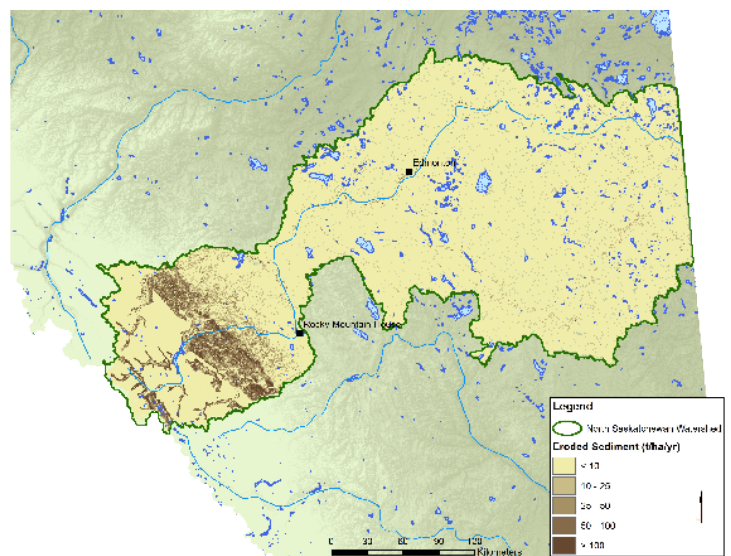 Edmonton
Rocky Mountain House
Legend
North Saskatchewan Watershed
Eroded Sediment (t/ha/yr)
< 10
10 - 25
25 - 50
50 - 100
> 100
0 30 60 90 120
Kilometers